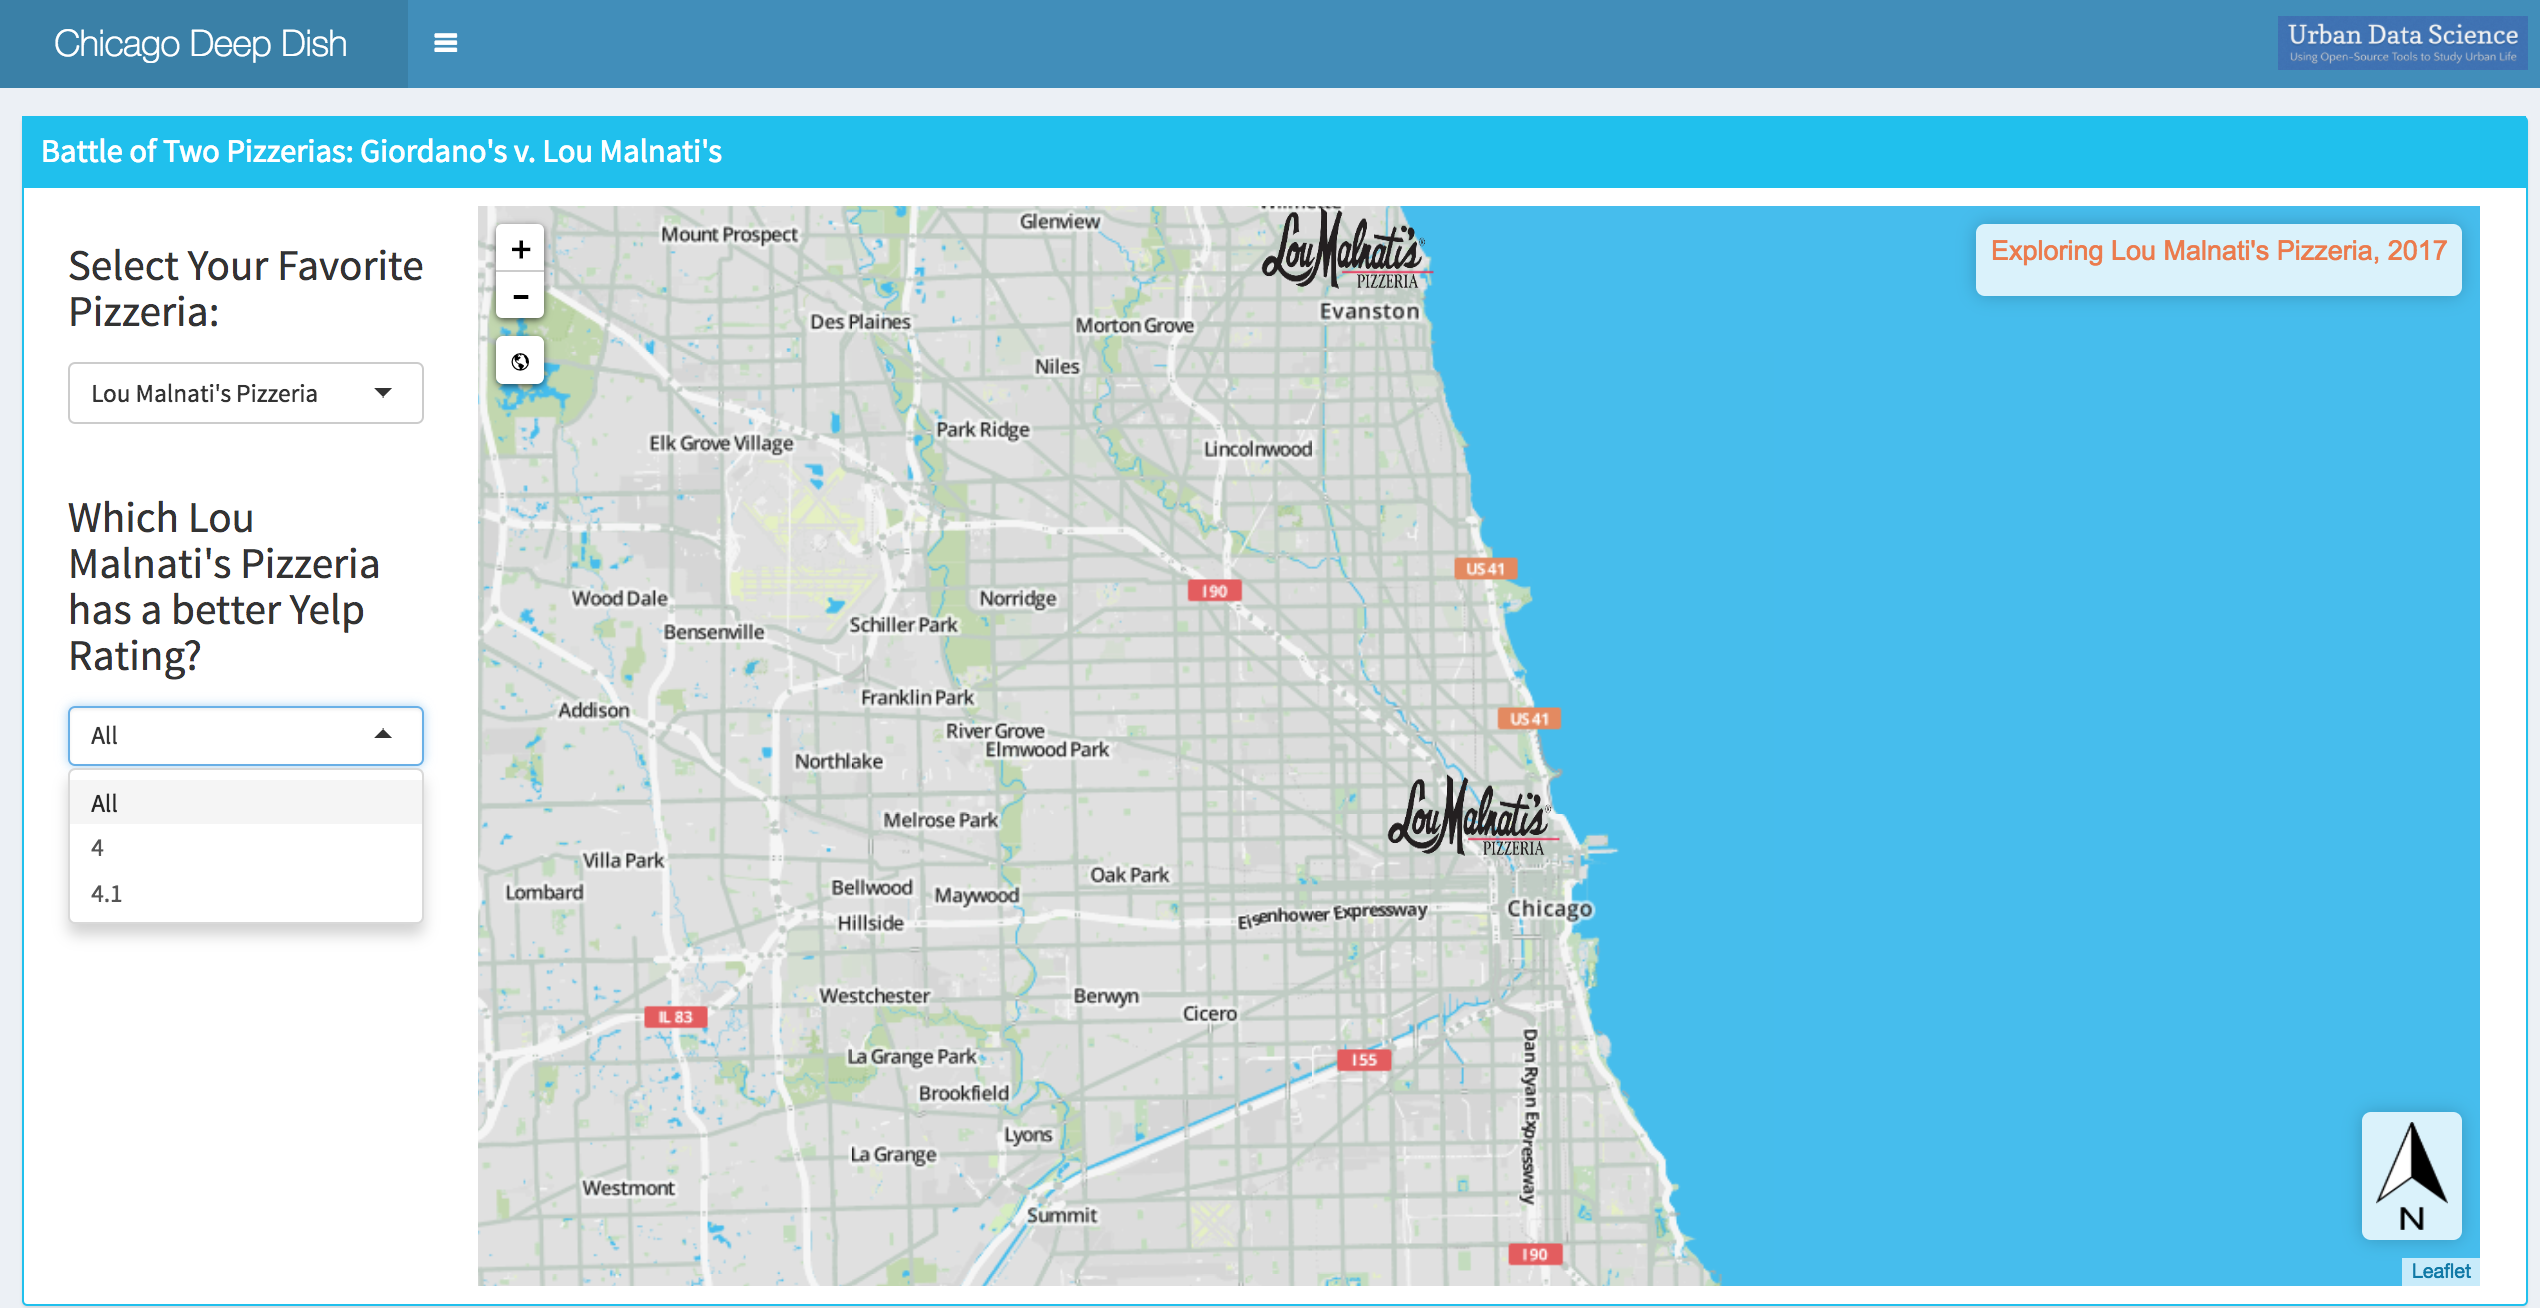 Chicago Deep Dish
Urban Data Science
Using Open-Source Tools to Study Urban Life
Battle of Two Pizzerias: Giordano's v. Lou Malnati's
Select Your Favorite
Pizzeria:
Lou Malnati's Pizzeria
Which Lou
Malnati's Pizzeria
has a better Yelp
Rating?
All
All
4
4.1
+
-
Exploring Lou Malnati's Pizzeria, 2017
Glenview
Mount Prospect
Lou Malnati's®
PIZZERIA
Evanston
Des Plaines
Morton Grove
Niles
Park Ridge
Elk Grove Village
Lincolnwood
US 41
I 90
Wood Dale
Norridge
Schiller Park
Bensenville
Franklin Park
Addison
US 41
River Grove
Elmwood Park
Northlake
Lou Malnati's®
PIZZERIA
Melrose Park
Villa Park
Oak Park
Bellwood
Lombard
Maywood
Hillside
Eisenhower Expressway
Chicago
Westchester
Berwyn
Cicero
IL 83
La Grange Park
I 55
Brookfield
Dan Ryan Expressway
Lyons
La Grange
Westmont
Summit
N
I 90
Leaflet